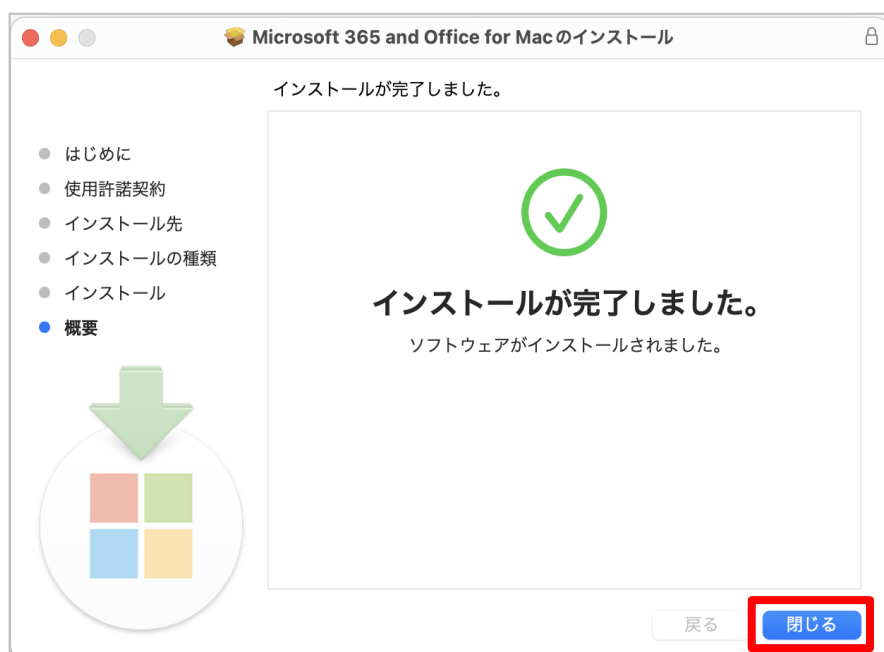 Microsoft 365 and Office for Macのインストール
インストールが完了しました。
はじめに
使用許諾契約
インストール先
インストールの種類
インストール
概要
インストールが完了しました。
ソフトウェアがインストールされました。
戻る
閉じる